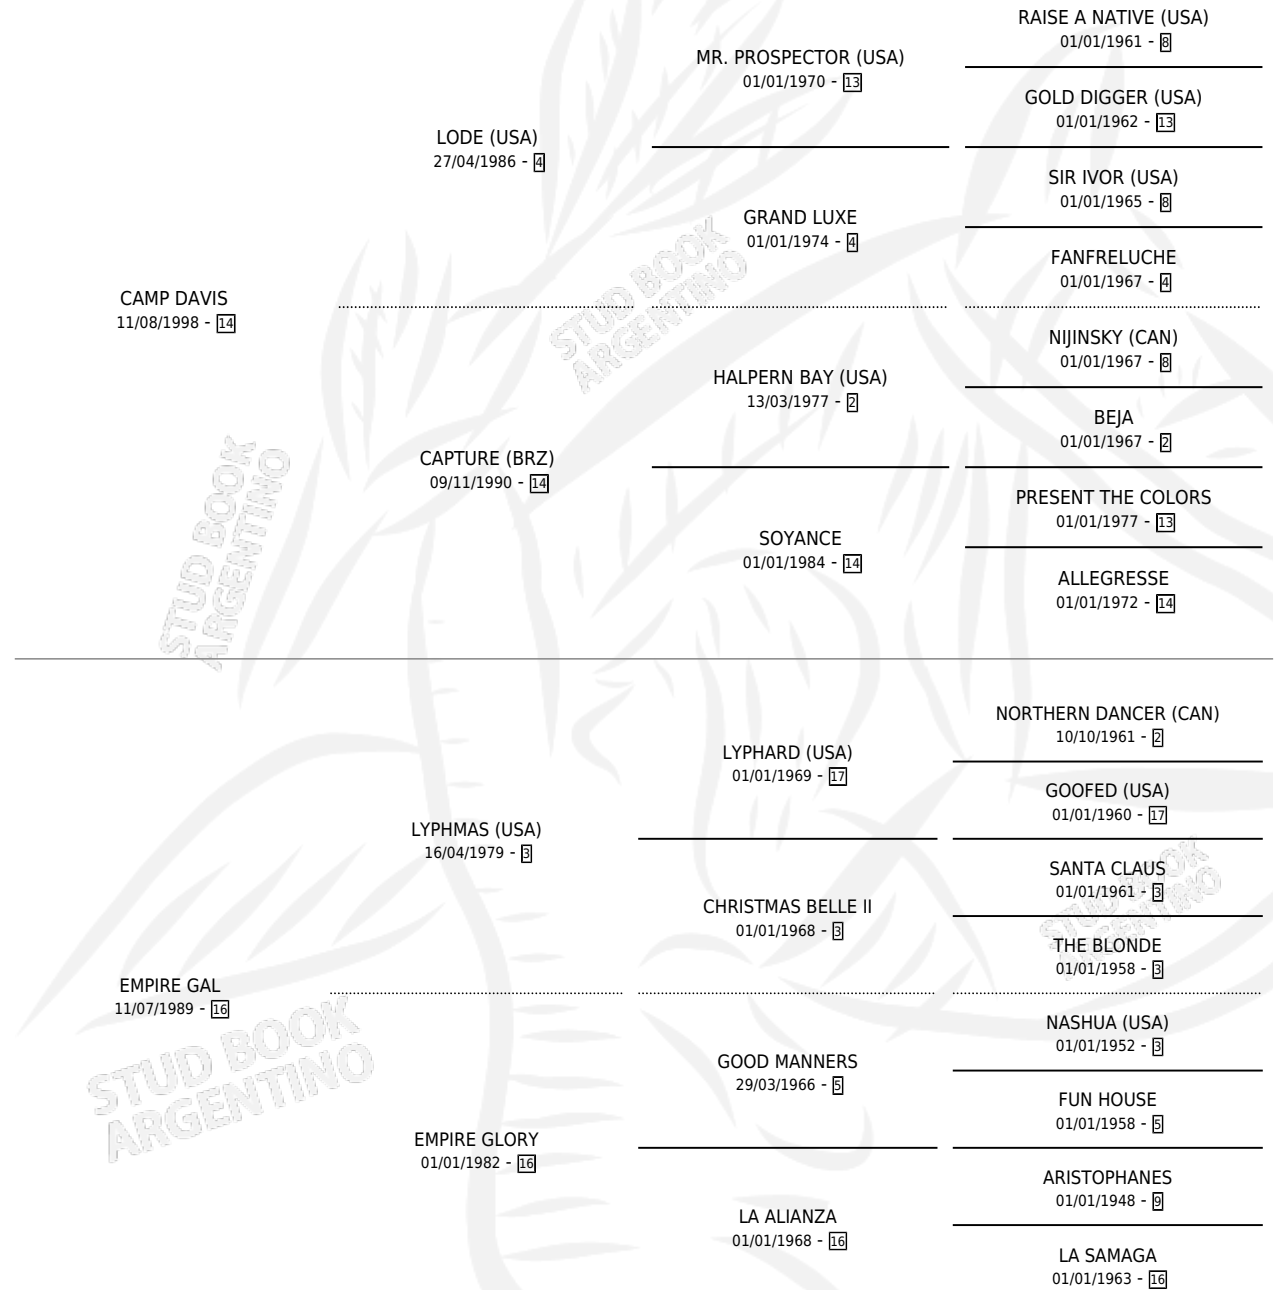 RAISE A NATIVE (USA)
01/01/1961 - 8
MR. PROSPECTOR (USA)
01/01/1970 - 13
GOLD DIGGER (USA)
01/01/1962 - 13
LODE (USA)
27/04/1986 - 4
SIR IVOR (USA)
01/01/1965 - 8
GRAND LUXE
01/01/1974 - 4
FANFRELUCHE
01/01/1967 - 4
STUD BOOK
ARGENTINO
CAMP DAVIS
11/08/1998 - 14
NIJINSKY (CAN)
01/01/1967 - 8
HALPERN BAY (USA)
13/03/1977 - 2
BEJA
01/01/1967 - 2
CAPTURE (BRZ)
09/11/1990 - 14
PRESENT THE COLORS
01/01/1977 - 13
SOYANCE
01/01/1984 - 14
ALLEGRESSE
01/01/1972 - 14
STUD BOOK
ARGENTINO
NORTHERN DANCER (CAN)
10/10/1961 - 2
LYPHARD (USA)
01/01/1969 - 17
GOOFED (USA)
01/01/1960 - 17
LYPHMAS (USA)
16/04/1979 - 3
SANTA CLAUS
01/01/1961 - 3
CHRISTMAS BELLE II
01/01/1968 - 3
THE BLONDE
01/01/1958 - 3
STUD BOOK
ARGENTINO
EMPIRE GAL
11/07/1989 - 16
NASHUA (USA)
01/01/1952 - 3
GOOD MANNERS
29/03/1966 - 5
FUN HOUSE
01/01/1958 - 5
STUD BOOK
ARGENTINO
EMPIRE GLORY
01/01/1982 - 16
ARISTOPHANES
01/01/1948 - 9
LA ALIANZA
01/01/1968 - 16
LA SAMAGA
01/01/1963 - 16